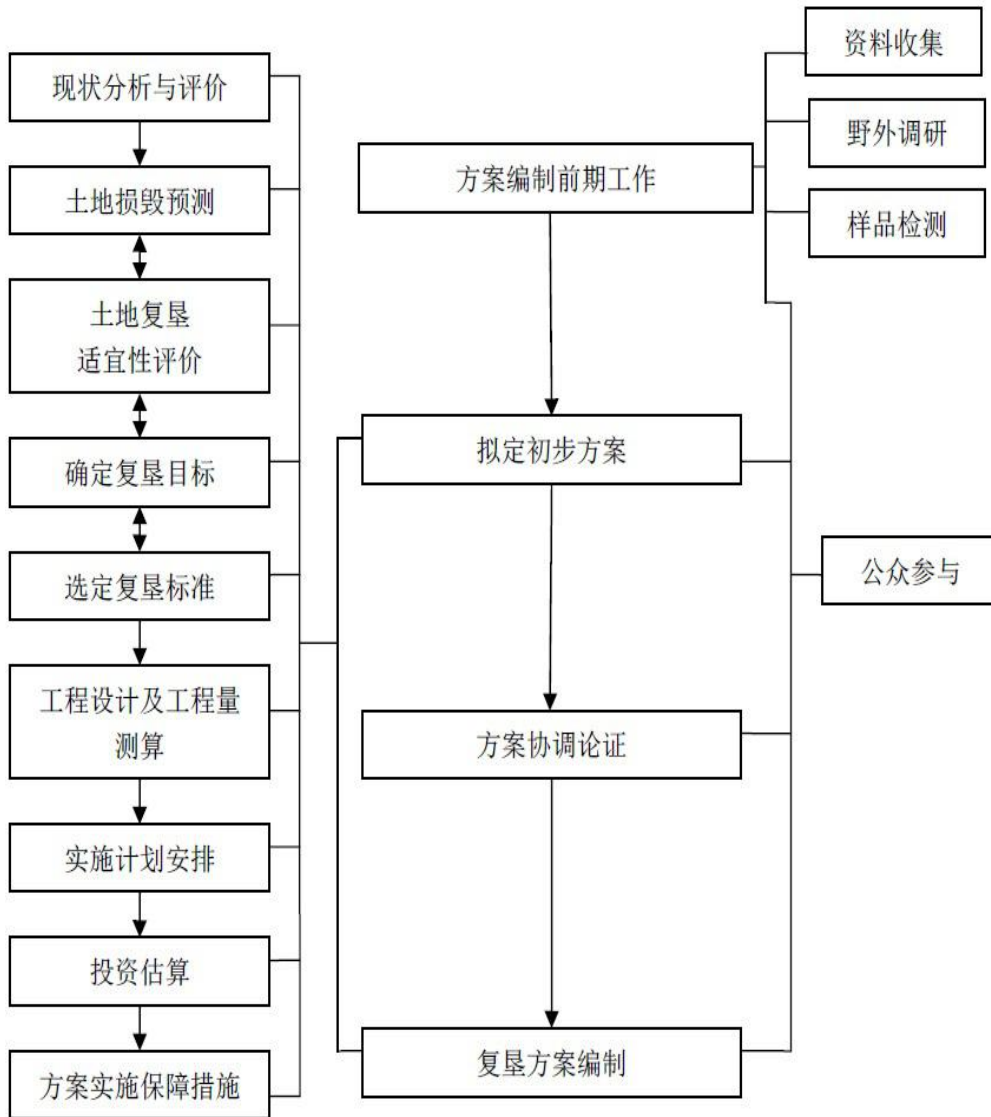 现状分析与评价
土地损毁预测
土地复垦
适宜性评价
确定复垦目标
选定复垦标准
工程设计及工程量
测算
实施计划安排
投资估算
方案实施保障措施
方案编制前期工作
拟定初步方案
方案协调论证
复垦方案编制
资料收集
野外调研
样品检测
公众参与